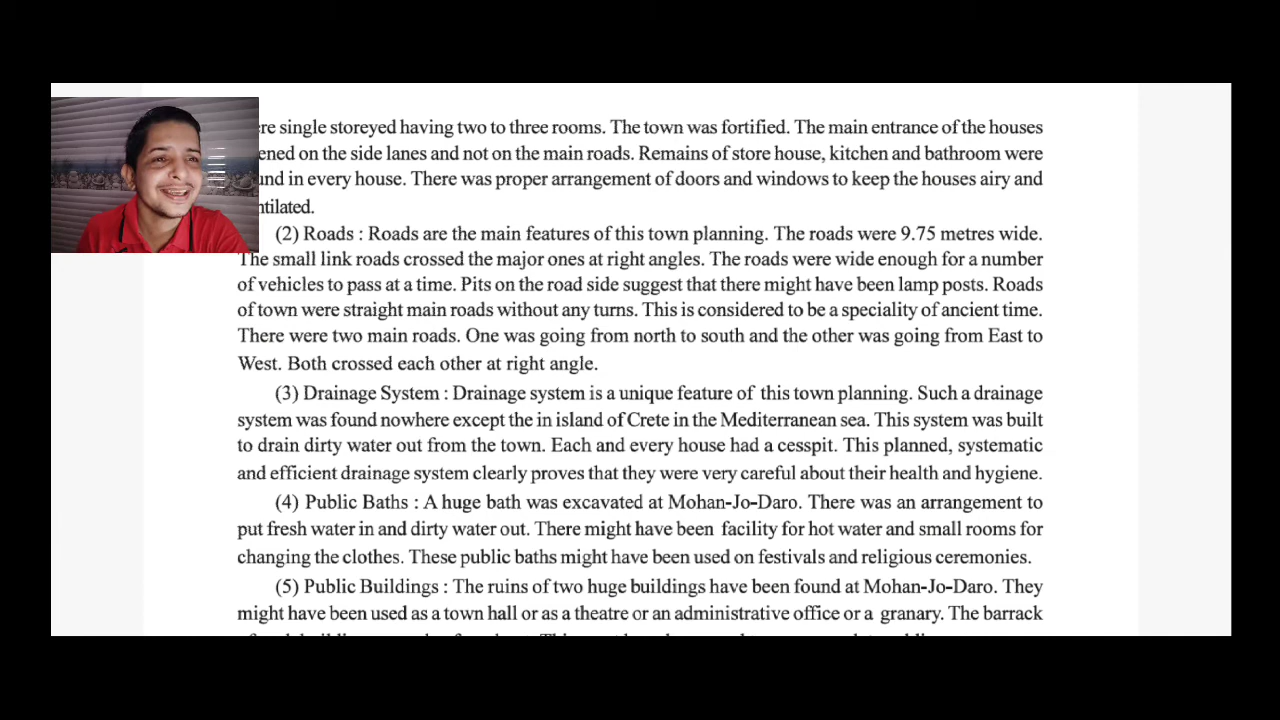 single storeyed having two to three rooms. The town was fortified. The main entrance of the houses
on the side lanes and not on the main roads. Remains of store house, kitchen and bathroom were
in every house. There was proper arrangement of doors and windows to keep the houses airy and
(2) Roads : Roads are the main features of this town planning. The roads were 9.75 metres wide.
The small link roads crossed the major ones at right angles. The roads were wide enough for a number
of vehicles to pass at a time. Pits on the road side suggest that there might have been lamp posts. Roads
of town were straight main roads without any turns. This is considered to be a speciality of ancient time.
There were two main roads. One was going from north to south and the other was going from East to
West. Both crossed each other at right angle.
(3) Drainage System : Drainage system is a unique feature of this town planning. Such a drainage
system was found nowhere except the in island of Crete in the Mediterranean sea. This system was built
to drain dirty water out from the town. Each and every house had a cesspit. This planned, systematic
and efficient drainage system clearly proves that they were very careful about their health and hygiene.
(4) Public Baths : A huge bath was excavated at Mohan-Jo-Daro. There was an arrangement to
put fresh water in and dirty water out. There might have been facility for hot water and small rooms for
changing the clothes. These public baths might have been used on festivals and religious ceremonies.
(5) Public Buildings : The ruins of two huge buildings have been found at Mohan-Jo-Daro. They
might have been used as a town hall or as a theatre or an administrative office or a granary. The barrack